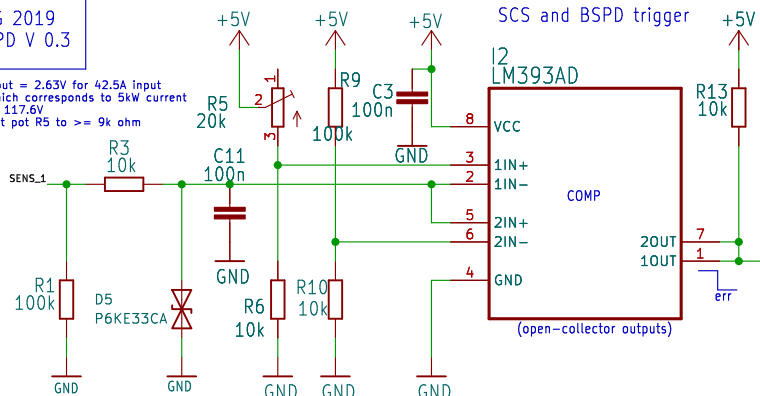 G 2019
PD V 0.3
out = 2.63V for 42.5A input
hich corresponds to 5kW current
117.6V
t pot R5 to >= 9k ohm
SCS and BSPD trigger
+5V
+5V
+5V
+5V
I2
LM393AD
R9
100k
C3
100n
R13
10k
1
2
3
R5
20k
GND
8
VCC
3
1IN+
2
1IN-
5
2IN+
6
2IN-
4
GND
COMP
7
2OUT
1
1OUT
err
(open-collector outputs)
SENS_1
R3
10k
C11
100n
GND
R1
100k
D5
P6KE33CA
R6
10k
R10
10k
GND
GND
GND
GND
GND